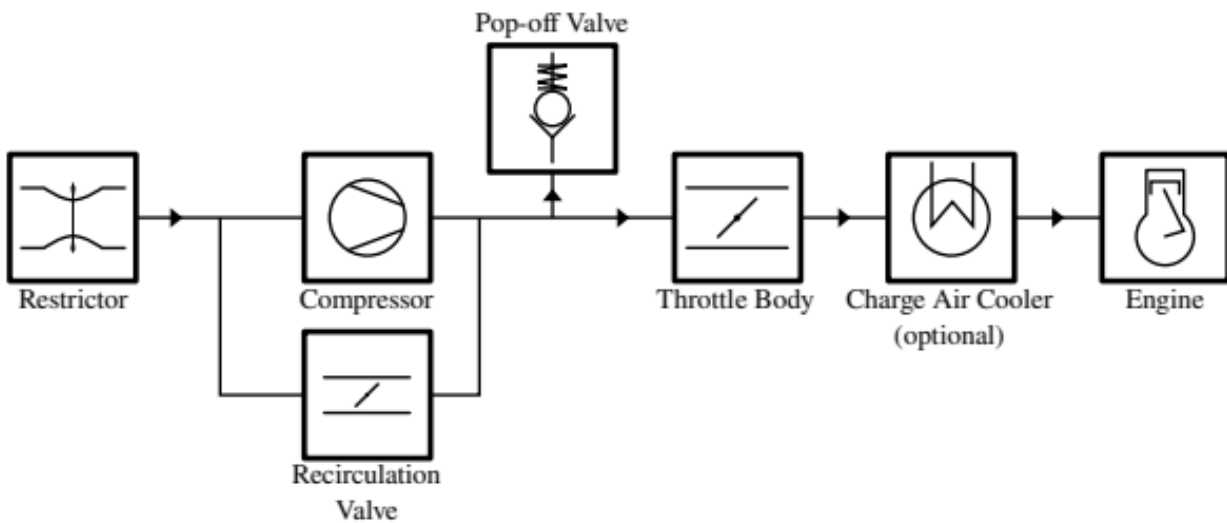 Pop-off Valve
Restrictor
Compressor
Throttle Body
Charge Air Cooler
(optional)
Engine
Recirculation
Valve